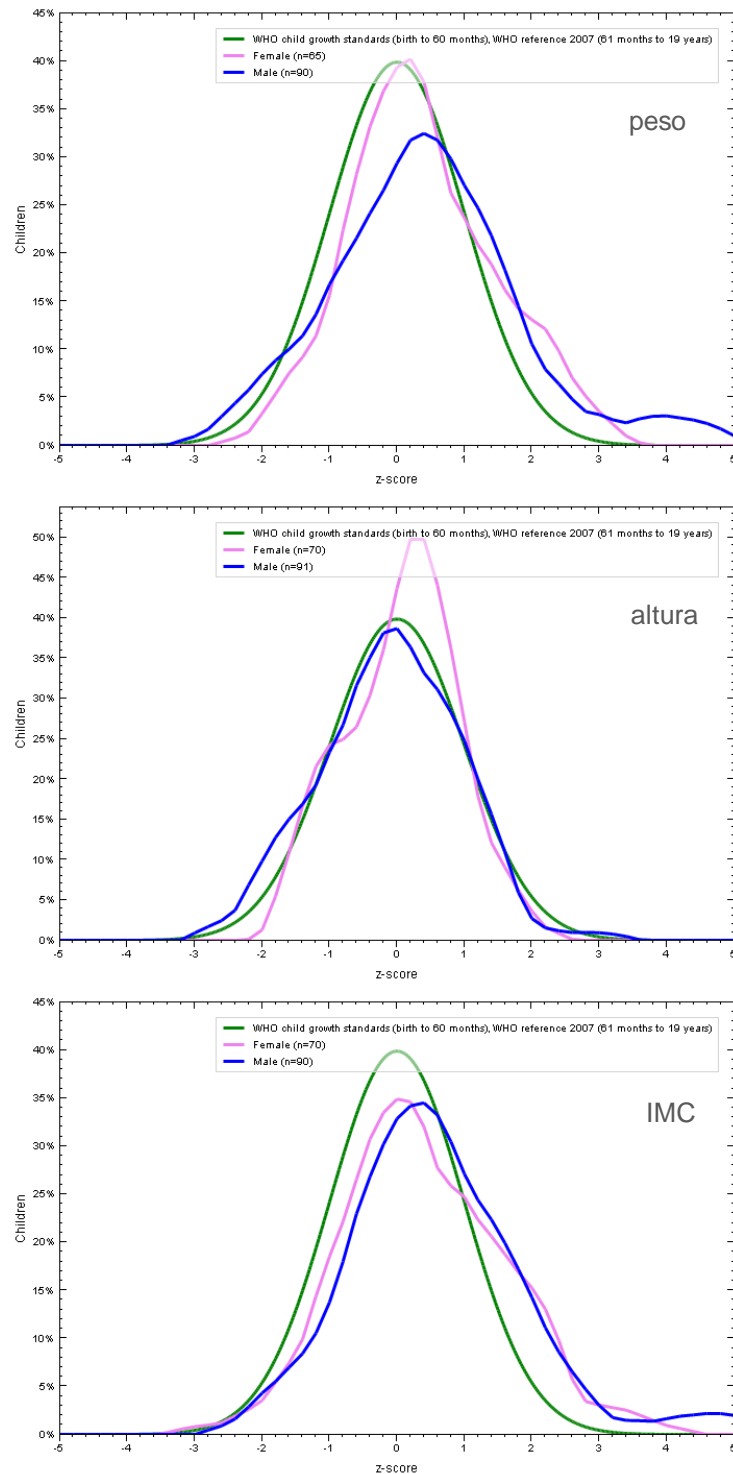 45%
40%
35%
30%
25%
20%
15%
10%
5%
0%
Children
WHO child growth standards (birth to 60 months), WHO reference 2007 (61 months to 19 years)
Female (n=65)
Male (n=90)
peso
-5 -4 -3 -2 -1 0 1 2 3 4 5
z-score
50%
45%
40%
35%
30%
25%
20%
15%
10%
5%
0%
Children
WHO child growth standards (birth to 60 months), WHO reference 2007 (61 months to 19 years)
Female (n=70)
Male (n=91)
altura
-5 -4 -3 -2 -1 0 1 2 3 4 5
z-score
45%
40%
35%
30%
25%
20%
15%
10%
5%
0%
Children
WHO child growth standards (birth to 60 months), WHO reference 2007 (61 months to 19 years)
Female (n=70)
Male (n=90)
IMC
-5 -4 -3 -2 -1 0 1 2 3 4 5
z-score